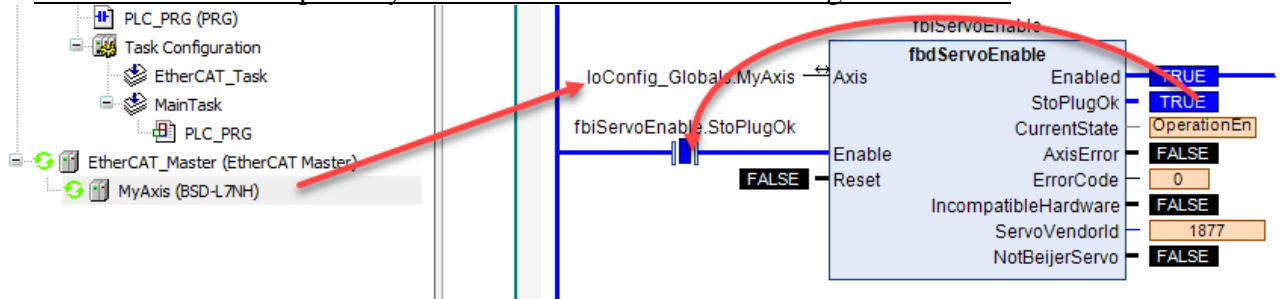 PLC_PRG (PRG)
Task Configuration
EtherCAT_Task
MainTask
PLC_PRG
EtherCAT_Master (EtherCAT Master)
MyAxis (BSD-L7NH)
fbiServoEnable
fbdServoEnable
IoConfig_Globals.MyAxis Axis Enabled TRUE
StoPlugOk TRUE
fbiServoEnable.StoPlugOk CurrentState OperationEn
Enable AxisError FALSE
FALSE Reset ErrorCode 0
IncompatibleHardware FALSE
ServoVendorId 1877
NotBeijerServo FALSE